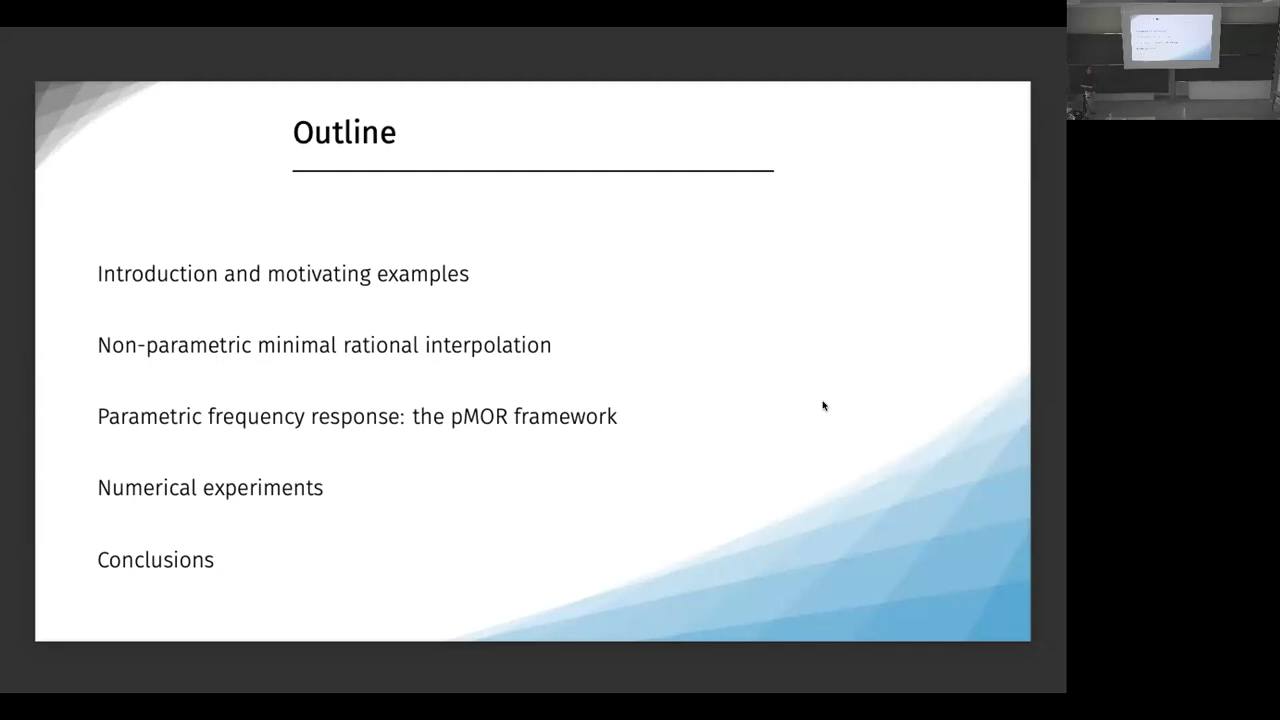 Outline
Introduction and motivating examples
Non-parametric minimal rational interpolation
Parametric frequency response: the pMOR framework
Numerical experiments
Conclusions